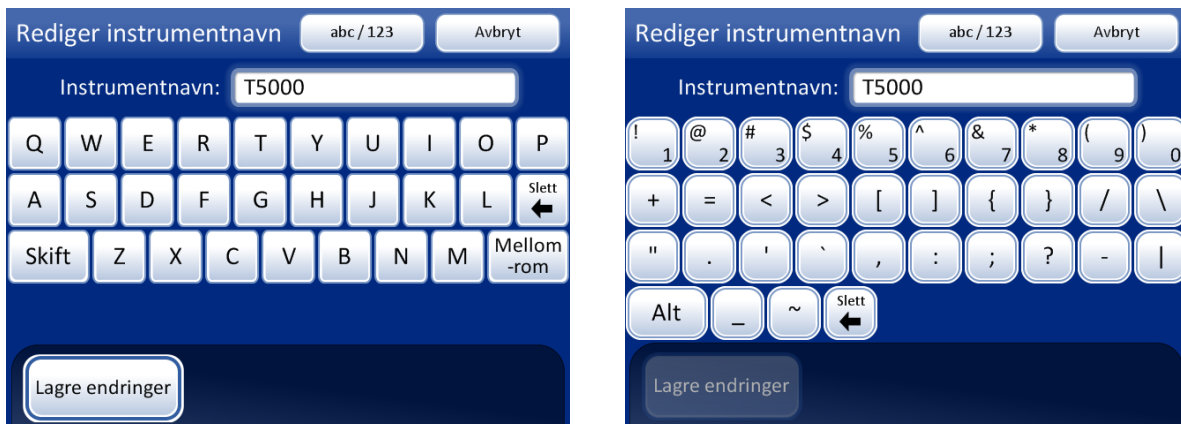 Rediger instrumentnavn abc / 123 Avbryt
Instrumentnavn: T5000
Q W E R T Y U I O P
A S D F G H J K L Slett
Skift Z X C V B N M Mellom
-rom
Lagre endringer
Rediger instrumentnavn abc / 123 Avbryt
Instrumentnavn: T5000
! @ # $ % ^ & * ( )
1 2 3 4 5 6 7 8 9 0
+ = < > [ ] { } / \
" . ' ` , : ; ? - |
Alt _ ~ Slett
Lagre endringer